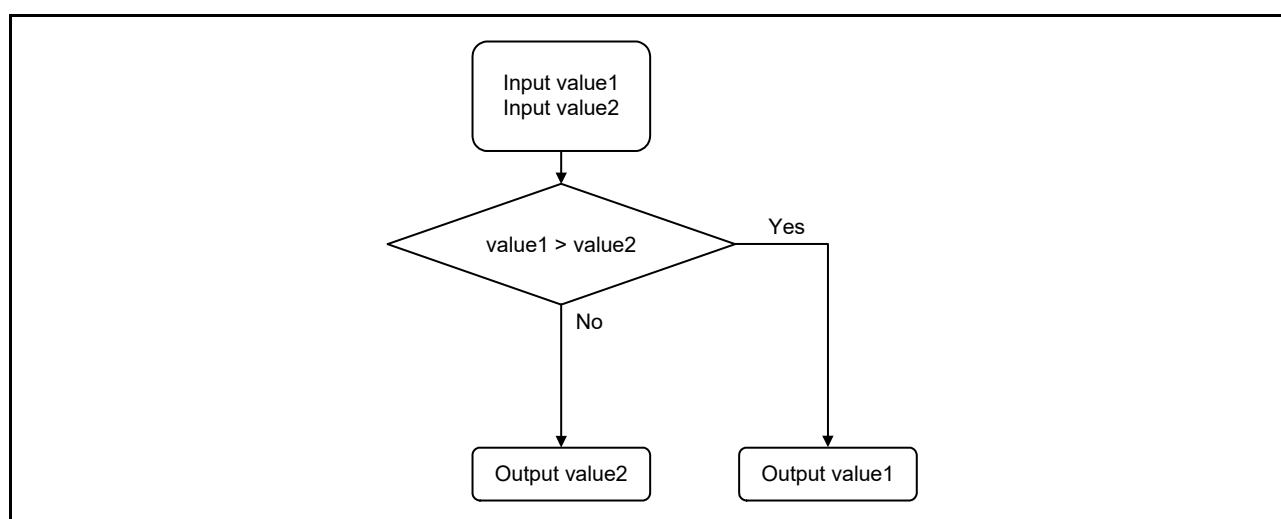 Input value1
Input value2
value1 > value2
Yes
No
Output value2
Output value1